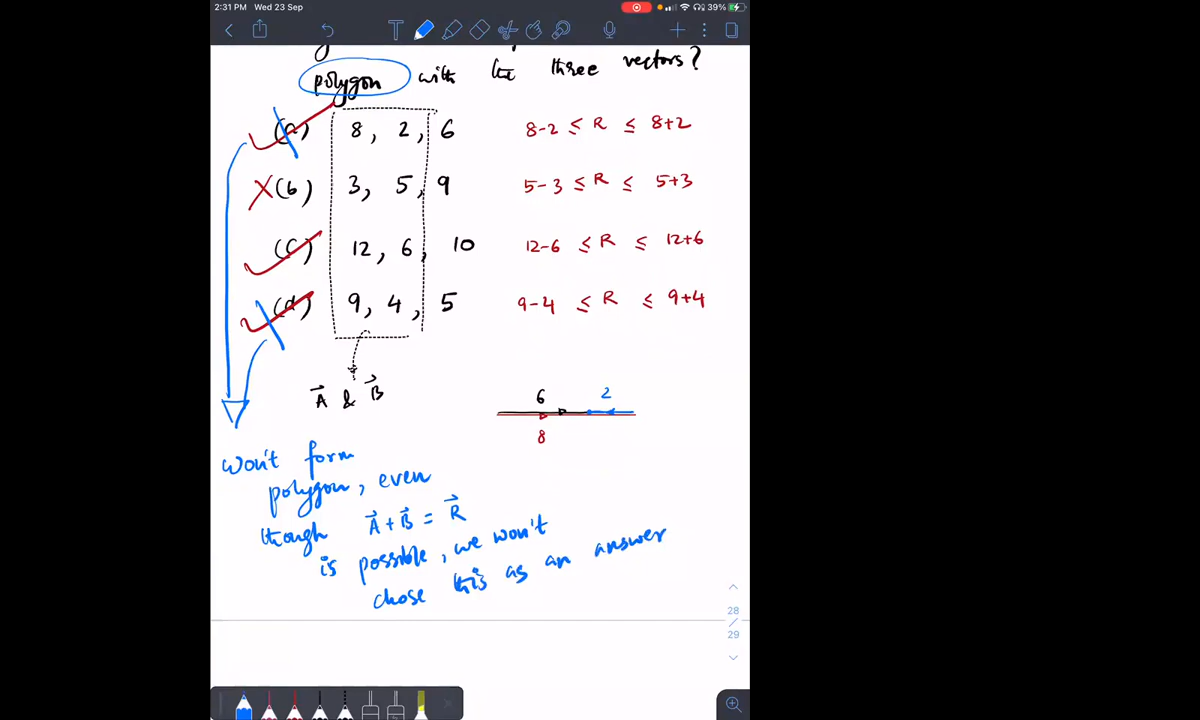 2:31 PM Wed 23 Sep 39%
polygon with the three vectors?
(a) 8, 2, 6 8-2 ≤ R ≤ 8+2
(b) 3, 5, 9 5-3 ≤ R ≤ 5+3
(c) 12, 6, 10 12-6 ≤ R ≤ 12+6
(d) 9, 4, 5 9-4 ≤ R ≤ 9+4
A⃗ & B⃗
6 2
8
won't form
polygon, even
though A⃗+B⃗ = R⃗
is possible, we won't
chose this as an answer
28
/
29